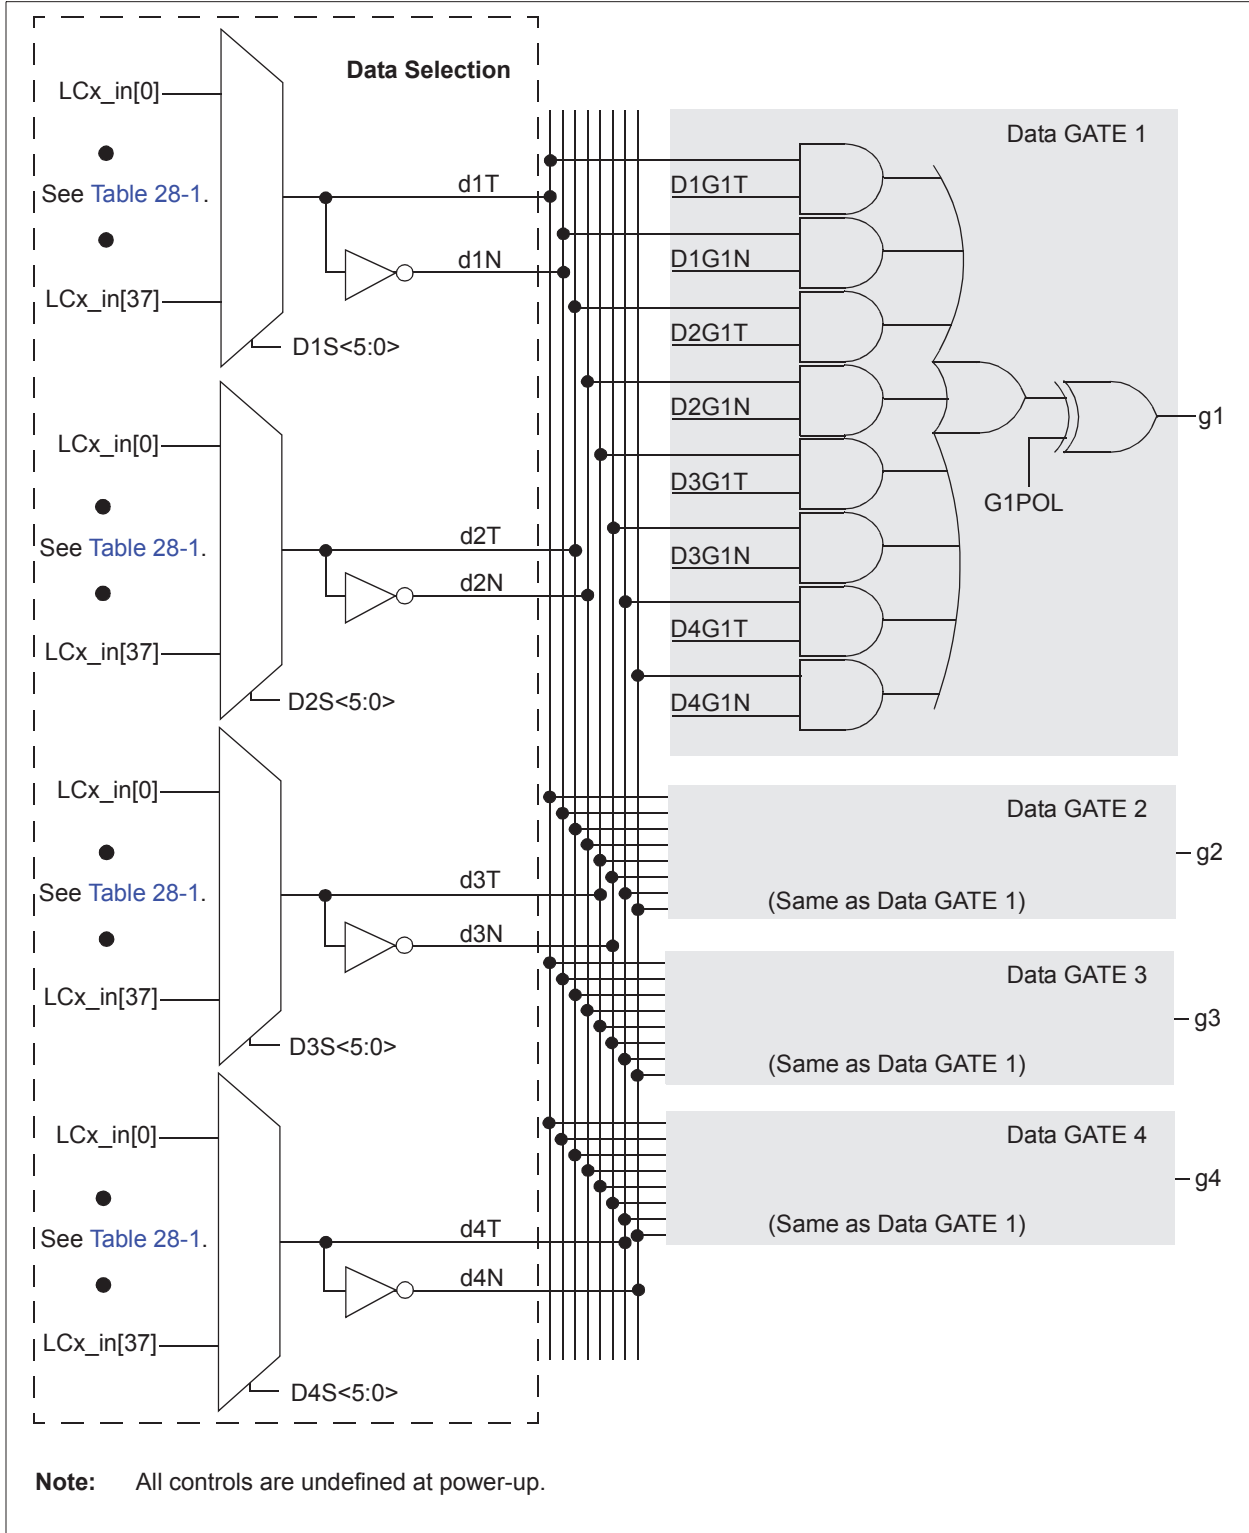 Data Selection
LCx_in[0]
See Table 28-1.
LCx_in[37]
D1S<5:0>
d1T
d1N
LCx_in[0]
See Table 28-1.
LCx_in[37]
D2S<5:0>
d2T
d2N
LCx_in[0]
See Table 28-1.
LCx_in[37]
D3S<5:0>
d3T
d3N
LCx_in[0]
See Table 28-1.
LCx_in[37]
D4S<5:0>
d4T
d4N
Data GATE 1
D1G1T
D1G1N
D2G1T
D2G1N
D3G1T
D3G1N
D4G1T
D4G1N
G1POL
g1
Data GATE 2
(Same as Data GATE 1)
g2
Data GATE 3
(Same as Data GATE 1)
g3
Data GATE 4
(Same as Data GATE 1)
g4
Note: All controls are undefined at power-up.